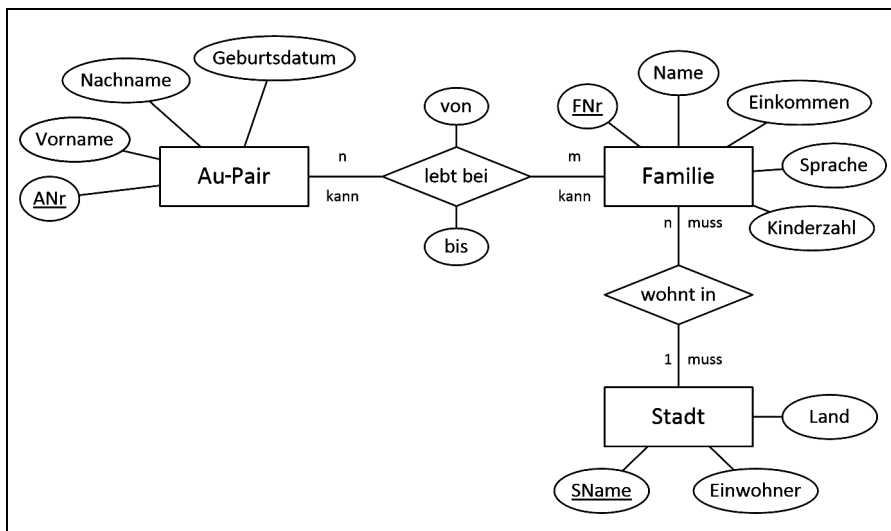 Geburtsdatum
Nachname
Vorname
ANr
Au-Pair
n
kann
von
lebt bei
bis
m
kann
FNr
Name
Einkommen
Sprache
Kinderzahl
Familie
n muss
wohnt in
1 muss
Stadt
Land
SName
Einwohner